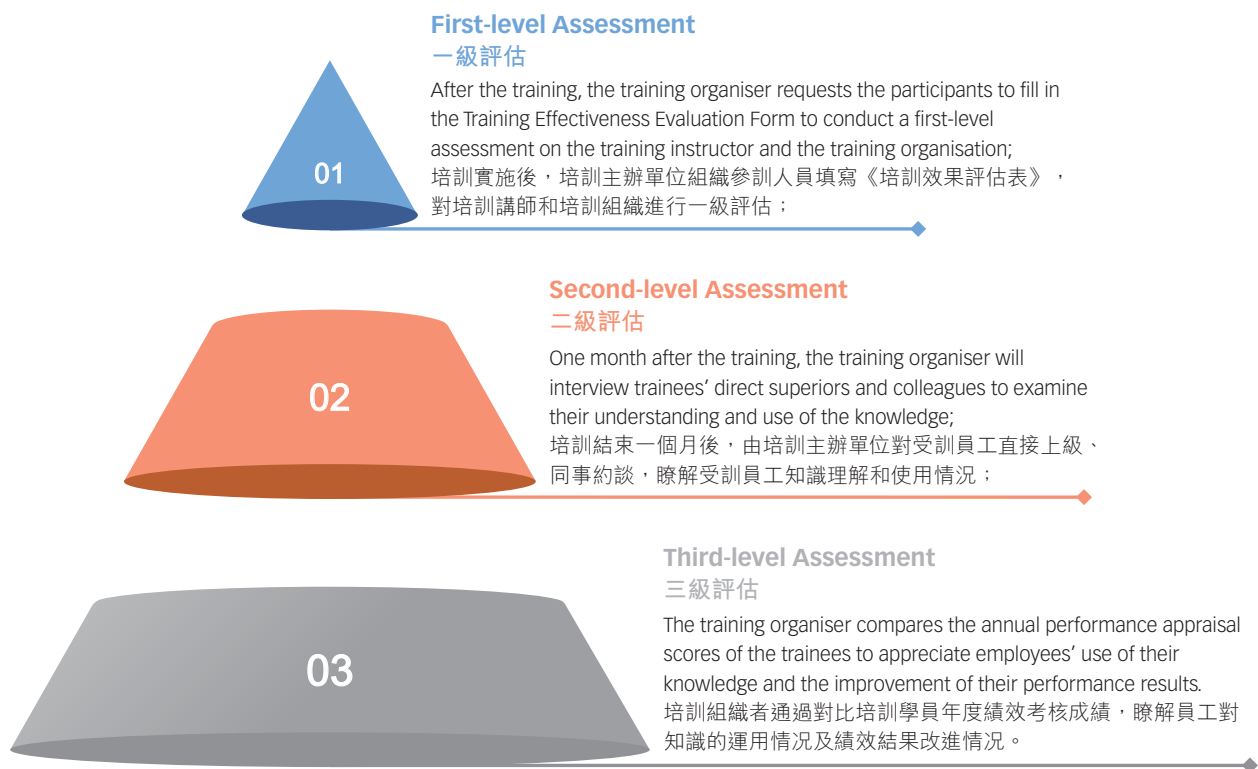 First-level Assessment
一級評估
After the training, the training organiser requests the participants to fill in
the Training Effectiveness Evaluation Form to conduct a first-level
assessment on the training instructor and the training organisation;
培訓實施後，培訓主辦單位組織參訓人員填寫《培訓效果評估表》，
對培訓講師和培訓組織進行一級評估；
01
Second-level Assessment
二級評估
One month after the training, the training organiser will
interview trainees’ direct superiors and colleagues to examine
their understanding and use of the knowledge;
培訓結束一個月後，由培訓主辦單位對受訓員工直接上級、
同事約談，瞭解受訓員工知識理解和使用情況；
02
Third-level Assessment
三級評估
The training organiser compares the annual performance appraisal
scores of the trainees to appreciate employees’ use of their
knowledge and the improvement of their performance results.
培訓組織者通過對比培訓學員年度績效考核成績，瞭解員工對
知識的運用情況及績效結果改進情況。
03